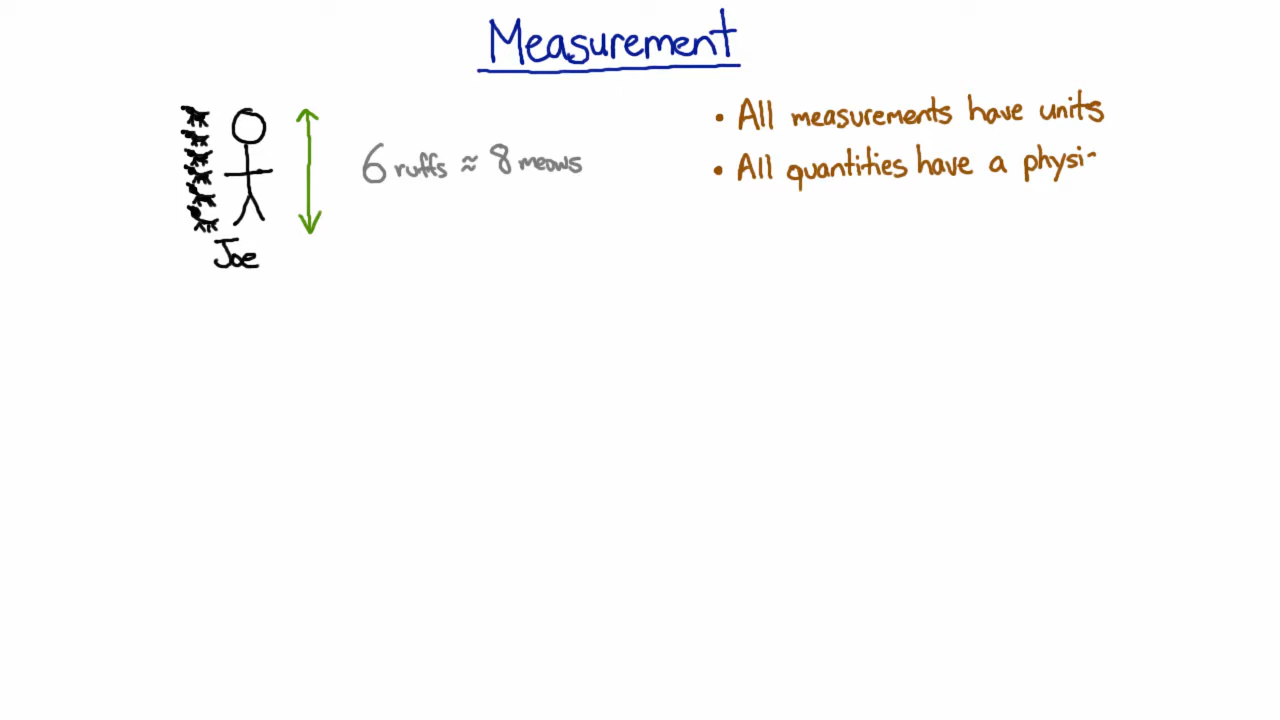 Measurement
6 ruffs ≈ 8 meows
Joe
• All measurements have units
• All quantities have a physi